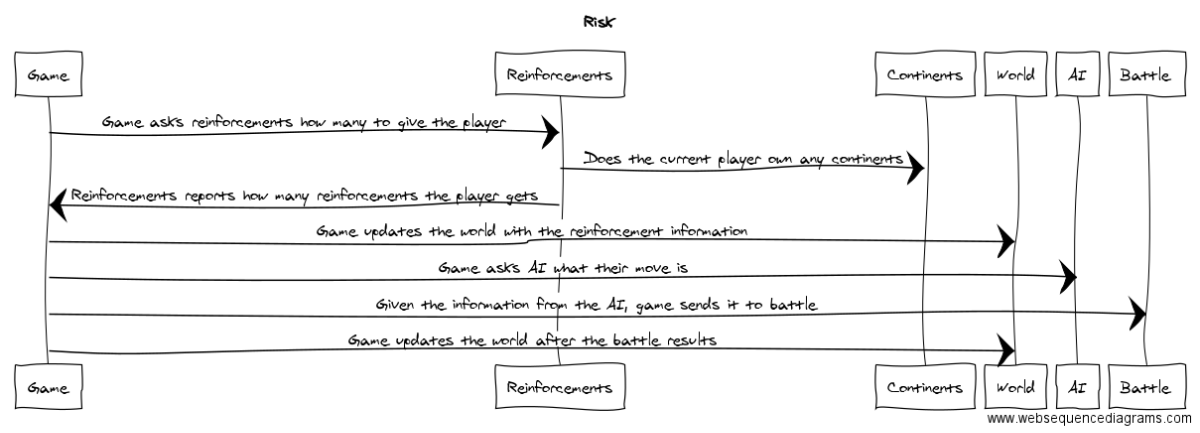 Risk
Game Reinforcements Continents World AI Battle
Game asks reinforcements how many to give the player
Does the current player own any continents
Reinforcements reports how many reinforcements the player gets
Game updates the world with the reinforcement information
Game asks AI what their move is
Given the information from the AI, game sends it to battle
Game updates the world after the battle results
Game Reinforcements Continents World AI Battle
www.websequencediagrams.com